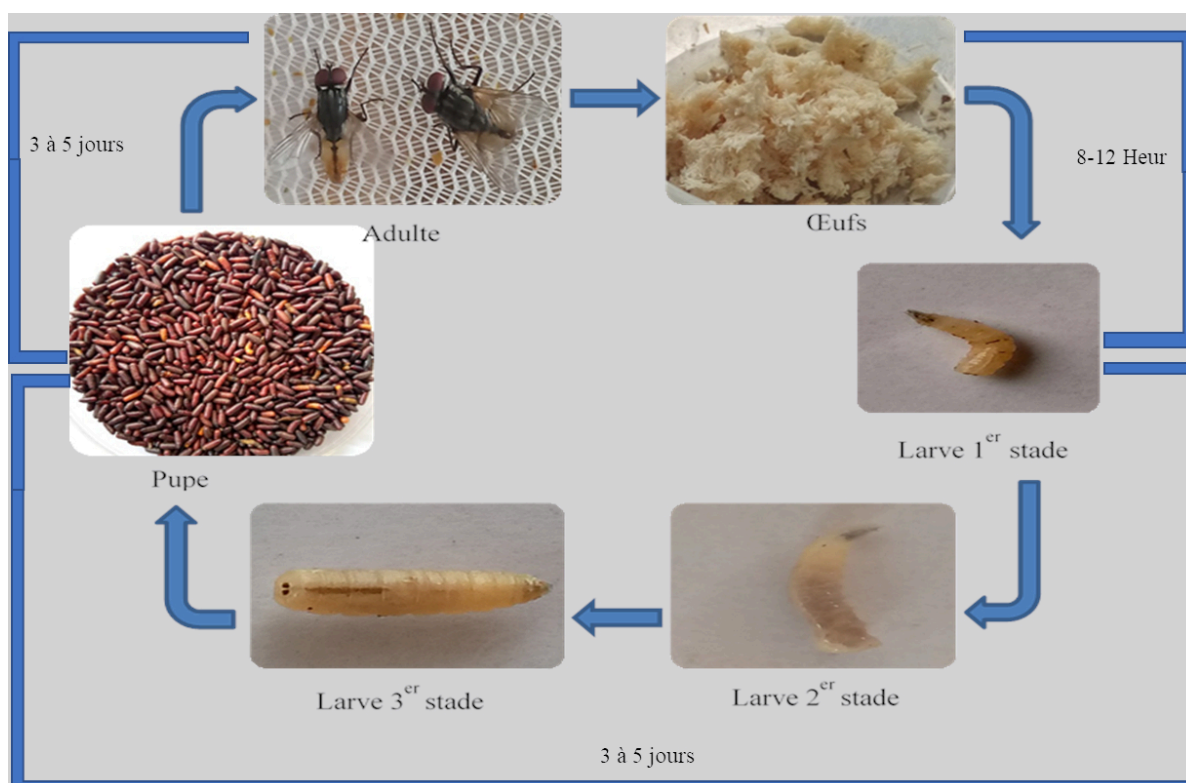 3 à 5 jours
8-12 Heur
Adulte
Œufs
Larve 1er stade
Pupe
Larve 3er stade
Larve 2er stade
3 à 5 jours